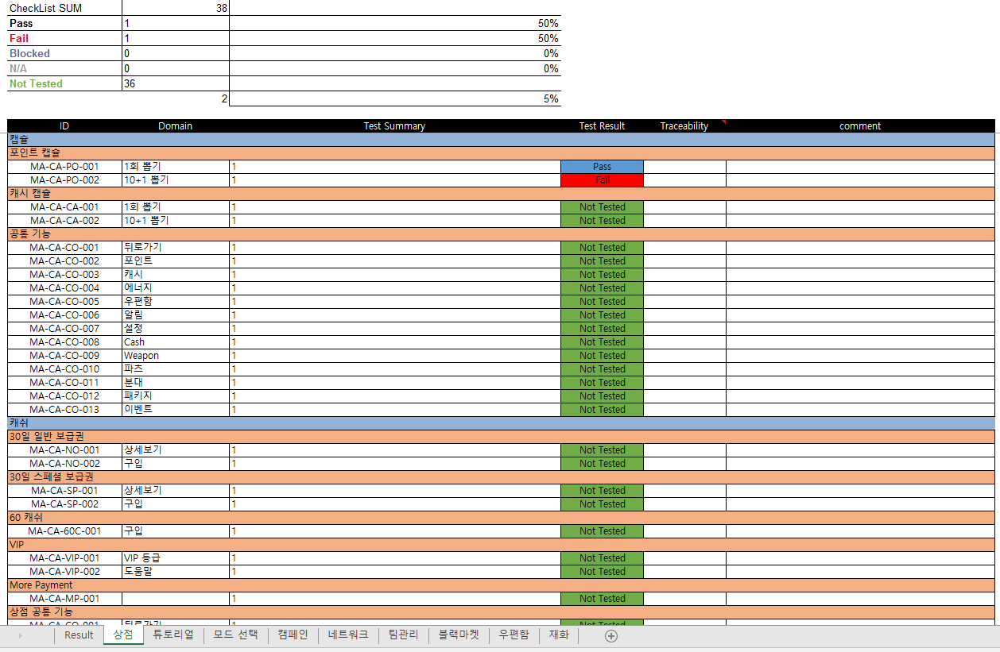 CheckList SUM 38
Pass 1 50%
Fail 1 50%
Blocked 0 0%
N/A 0 0%
Not Tested 36
2 5%
ID Domain Test Summary Test Result Traceability comment
캡슐
포인트 캡슐
MA-CA-PO-001 1회 뽑기 1 Pass
MA-CA-PO-002 10+1 뽑기 1 Fail
캐시 캡슐
MA-CA-CA-001 1회 뽑기 1 Not Tested
MA-CA-CA-002 10+1 뽑기 1 Not Tested
공통 기능
MA-CA-CO-001 뒤로가기 1 Not Tested
MA-CA-CO-002 포인트 1 Not Tested
MA-CA-CO-003 캐시 1 Not Tested
MA-CA-CO-004 에너지 1 Not Tested
MA-CA-CO-005 우편함 1 Not Tested
MA-CA-CO-006 알림 1 Not Tested
MA-CA-CO-007 설정 1 Not Tested
MA-CA-CO-008 Cash 1 Not Tested
MA-CA-CO-009 Weapon 1 Not Tested
MA-CA-CO-010 파츠 1 Not Tested
MA-CA-CO-011 분대 1 Not Tested
MA-CA-CO-012 패키지 1 Not Tested
MA-CA-CO-013 이벤트 1 Not Tested
캐쉬
30일 일반 보급권
MA-CA-NO-001 상세보기 1 Not Tested
MA-CA-NO-002 구입 1 Not Tested
30일 스페셜 보급권
MA-CA-SP-001 상세보기 1 Not Tested
MA-CA-SP-002 구입 1 Not Tested
60 캐쉬
MA-CA-60C-001 구입 1 Not Tested
VIP
MA-CA-VIP-001 VIP 등급 1 Not Tested
MA-CA-VIP-002 도움말 1 Not Tested
More Payment
MA-CA-MP-001 1 Not Tested
상점 공통 기능
MA-CA-CO-001 뒤로가기 1 Not Tested
Result 상점 튜토리얼 모드 선택 캠페인 네트워크 팀관리 블랙마켓 우편함 재화